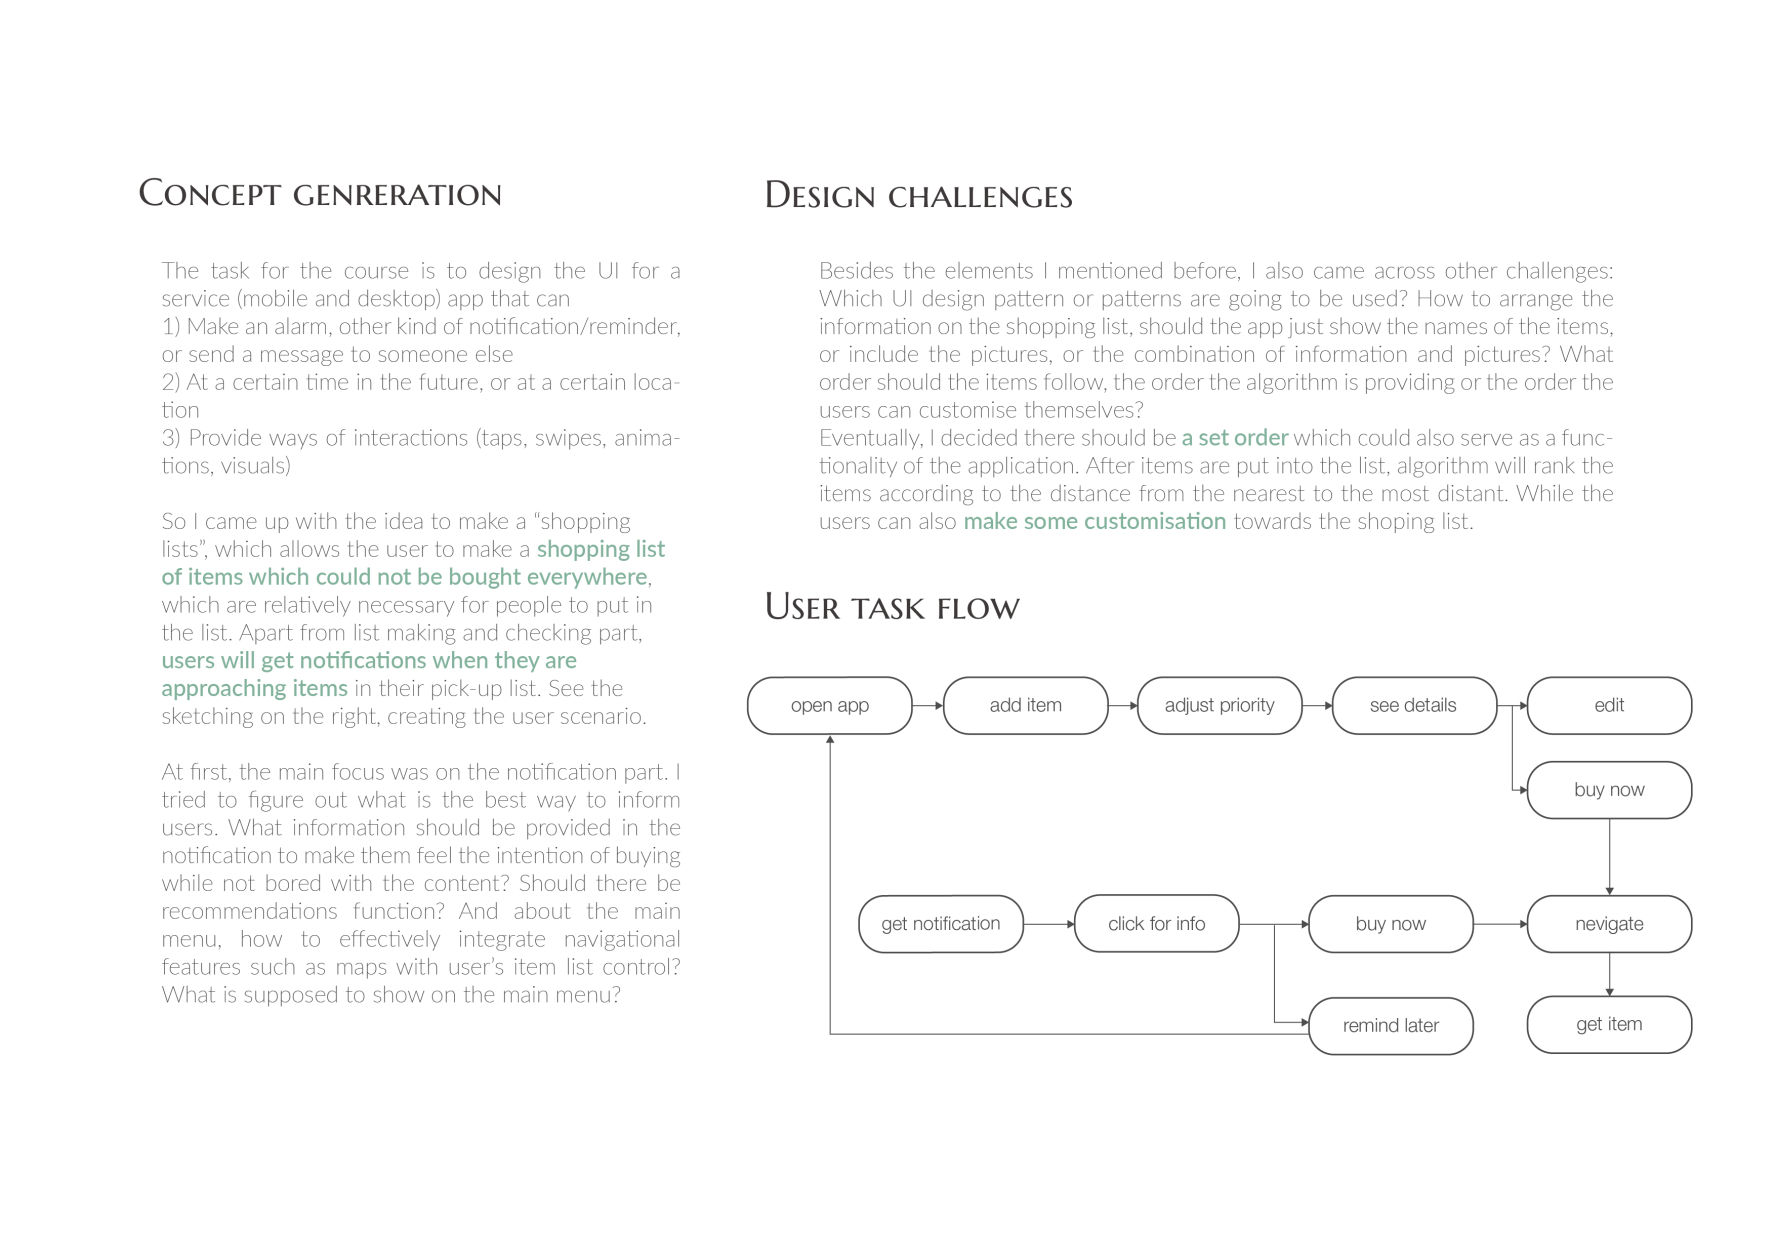 Concept genreration
The task for the course is to design the UI for a
service (mobile and desktop) app that can
1) Make an alarm, other kind of notification/reminder,
or send a message to someone else
2) At a certain time in the future, or at a certain loca-
tion
3) Provide ways of interactions (taps, swipes, anima-
tions, visuals)
So I came up with the idea to make a “shopping
lists”, which allows the user to make a shopping list
of items which could not be bought everywhere,
which are relatively necessary for people to put in
the list. Apart from list making and checking part,
users will get notifications when they are
approaching items in their pick-up list. See the
sketching on the right, creating the user scenario.
At first, the main focus was on the notification part. I
tried to figure out what is the best way to inform
users. What information should be provided in the
notification to make them feel the intention of buying
while not bored with the content? Should there be
recommendations function? And about the main
menu, how to effectively integrate navigational
features such as maps with user’s item list control?
What is supposed to show on the main menu?
Design challenges
Besides the elements I mentioned before, I also came across other challenges:
Which UI design pattern or patterns are going to be used? How to arrange the
information on the shopping list, should the app just show the names of the items,
or include the pictures, or the combination of information and pictures? What
order should the items follow, the order the algorithm is providing or the order the
users can customise themselves?
Eventually, I decided there should be a set order which could also serve as a func-
tionality of the application. After items are put into the list, algorithm will rank the
items according to the distance from the nearest to the most distant. While the
users can also make some customisation towards the shoping list.
User task flow
open app
add item
adjust priority
see details
edit
buy now
get notification
click for info
buy now
nevigate
remind later
get item